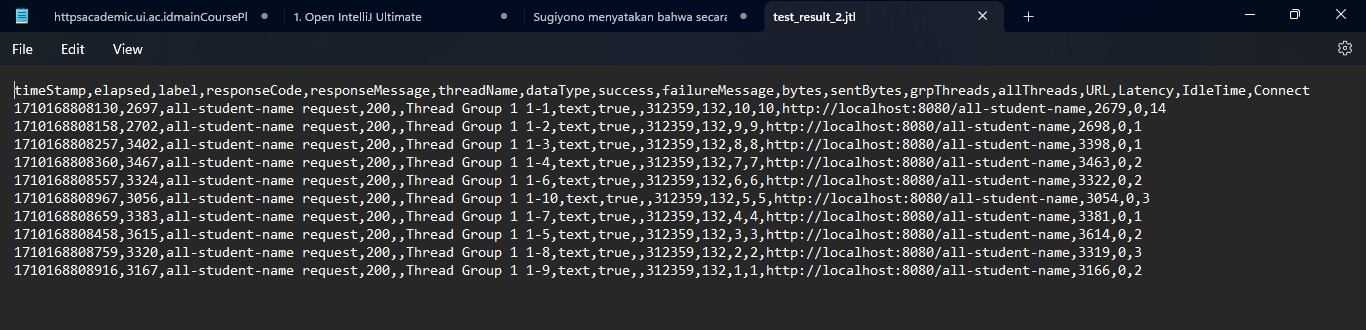 httpsacademic.ui.ac.idmainCoursePl
1. Open IntelliJ Ultimate
Sugiyono menyatakan bahwa secara
test_result_2.jtl
File Edit View
timeStamp,elapsed,label,responseCode,responseMessage,threadName,dataType,success,failureMessage,bytes,sentBytes,grpThreads,allThreads,URL,Latency,IdleTime,Connect
1710168808130,2697,all-student-name request,200,,Thread Group 1 1-1,text,true,,312359,132,10,10,http://localhost:8080/all-student-name,2679,0,14
1710168808158,2702,all-student-name request,200,,Thread Group 1 1-2,text,true,,312359,132,9,9,http://localhost:8080/all-student-name,2698,0,1
1710168808257,3402,all-student-name request,200,,Thread Group 1 1-3,text,true,,312359,132,8,8,http://localhost:8080/all-student-name,3398,0,1
1710168808360,3467,all-student-name request,200,,Thread Group 1 1-4,text,true,,312359,132,7,7,http://localhost:8080/all-student-name,3463,0,2
1710168808557,3324,all-student-name request,200,,Thread Group 1 1-6,text,true,,312359,132,6,6,http://localhost:8080/all-student-name,3322,0,2
1710168808967,3056,all-student-name request,200,,Thread Group 1 1-10,text,true,,312359,132,5,5,http://localhost:8080/all-student-name,3054,0,3
1710168808659,3383,all-student-name request,200,,Thread Group 1 1-7,text,true,,312359,132,4,4,http://localhost:8080/all-student-name,3381,0,1
1710168808458,3615,all-student-name request,200,,Thread Group 1 1-5,text,true,,312359,132,3,3,http://localhost:8080/all-student-name,3614,0,2
1710168808759,3320,all-student-name request,200,,Thread Group 1 1-8,text,true,,312359,132,2,2,http://localhost:8080/all-student-name,3319,0,3
1710168808916,3167,all-student-name request,200,,Thread Group 1 1-9,text,true,,312359,132,1,1,http://localhost:8080/all-student-name,3166,0,2